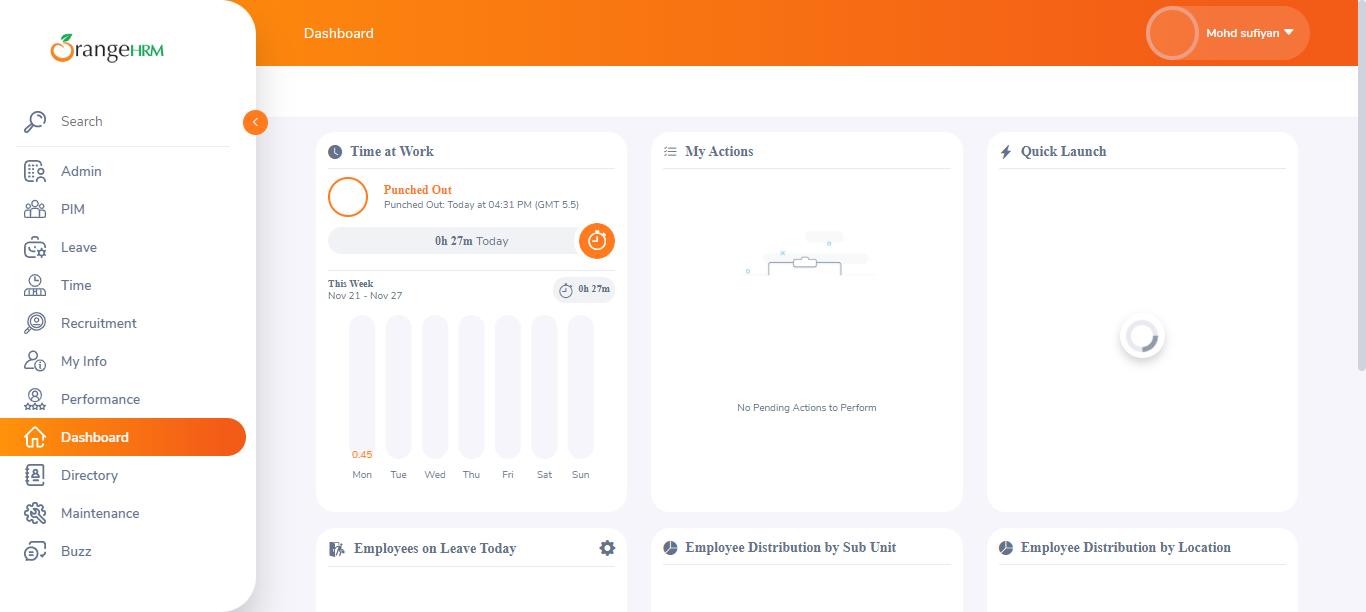 OrangeHRM
Dashboard
Mohd sufiyan
Search
Admin
PIM
Leave
Time
Recruitment
My Info
Performance
Dashboard
Directory
Maintenance
Buzz
Time at Work
Punched Out
Punched Out: Today at 04:31 PM (GMT 5.5)
0h 27m Today
This Week
Nov 21 - Nov 27
0h 27m
0.45
Mon Tue Wed Thu Fri Sat Sun
My Actions
No Pending Actions to Perform
Quick Launch
Employees on Leave Today
Employee Distribution by Sub Unit
Employee Distribution by Location